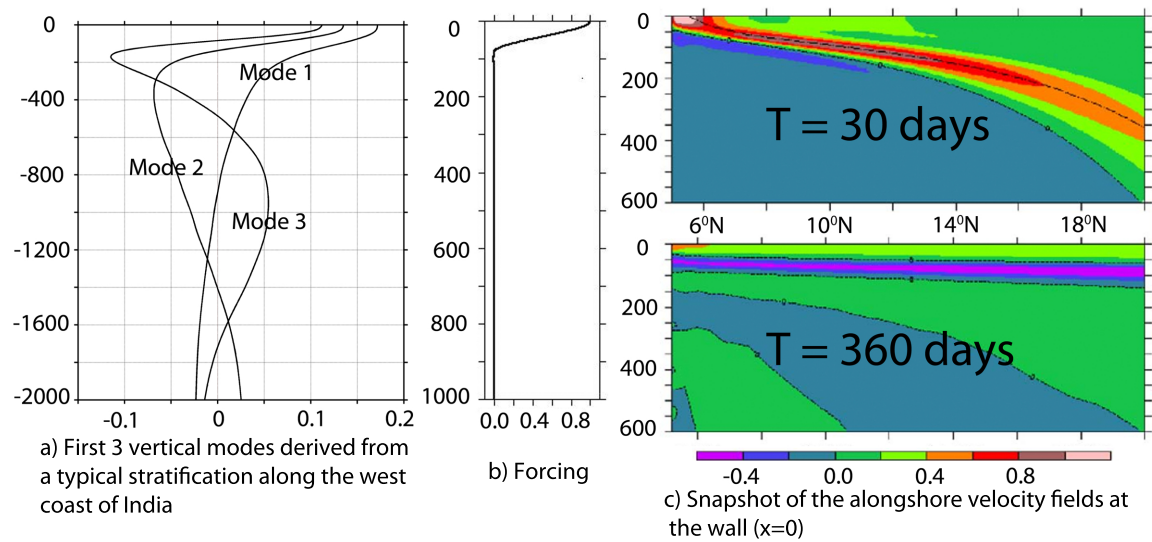 0
-400
-800
-1200
-1600
-2000
-0.1
0
0.1
0.2
Mode 1
Mode 2
Mode 3
a) First 3 vertical modes derived from
a typical stratification along the west
coast of India
0
200
400
600
800
1000
0.0 0.4 0.8
b) Forcing
0
200
400
600
T = 30 days
6⁰N 10⁰N 14⁰N 18⁰N
0
200
400
600
T = 360 days
-0.4 0.0 0.4 0.8
c) Snapshot of the alongshore velocity fields at
the wall (x=0)